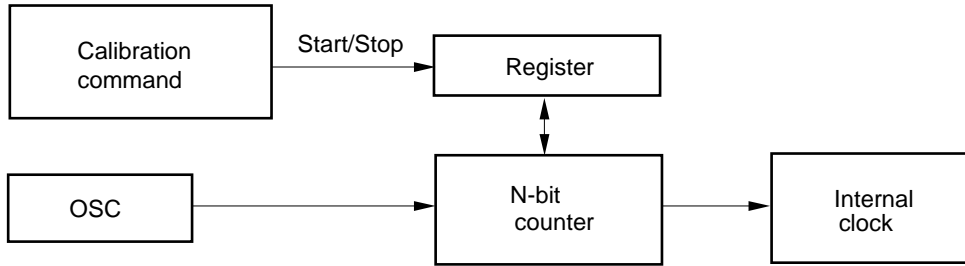 Calibration
command
Start/Stop
Register
OSC
N-bit
counter
Internal
clock